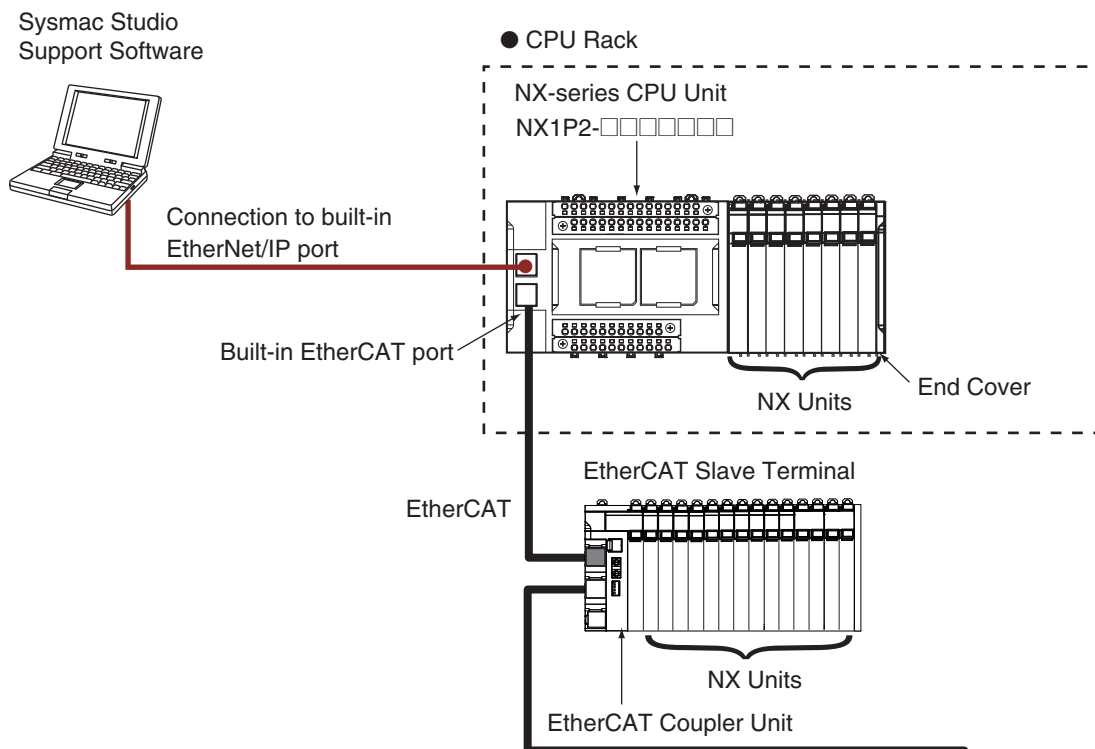 Sysmac Studio
Support Software
● CPU Rack
NX-series CPU Unit
NX1P2-□□□□□□□
Connection to built-in
EtherNet/IP port
Built-in EtherCAT port
End Cover
NX Units
EtherCAT Slave Terminal
EtherCAT
NX Units
EtherCAT Coupler Unit